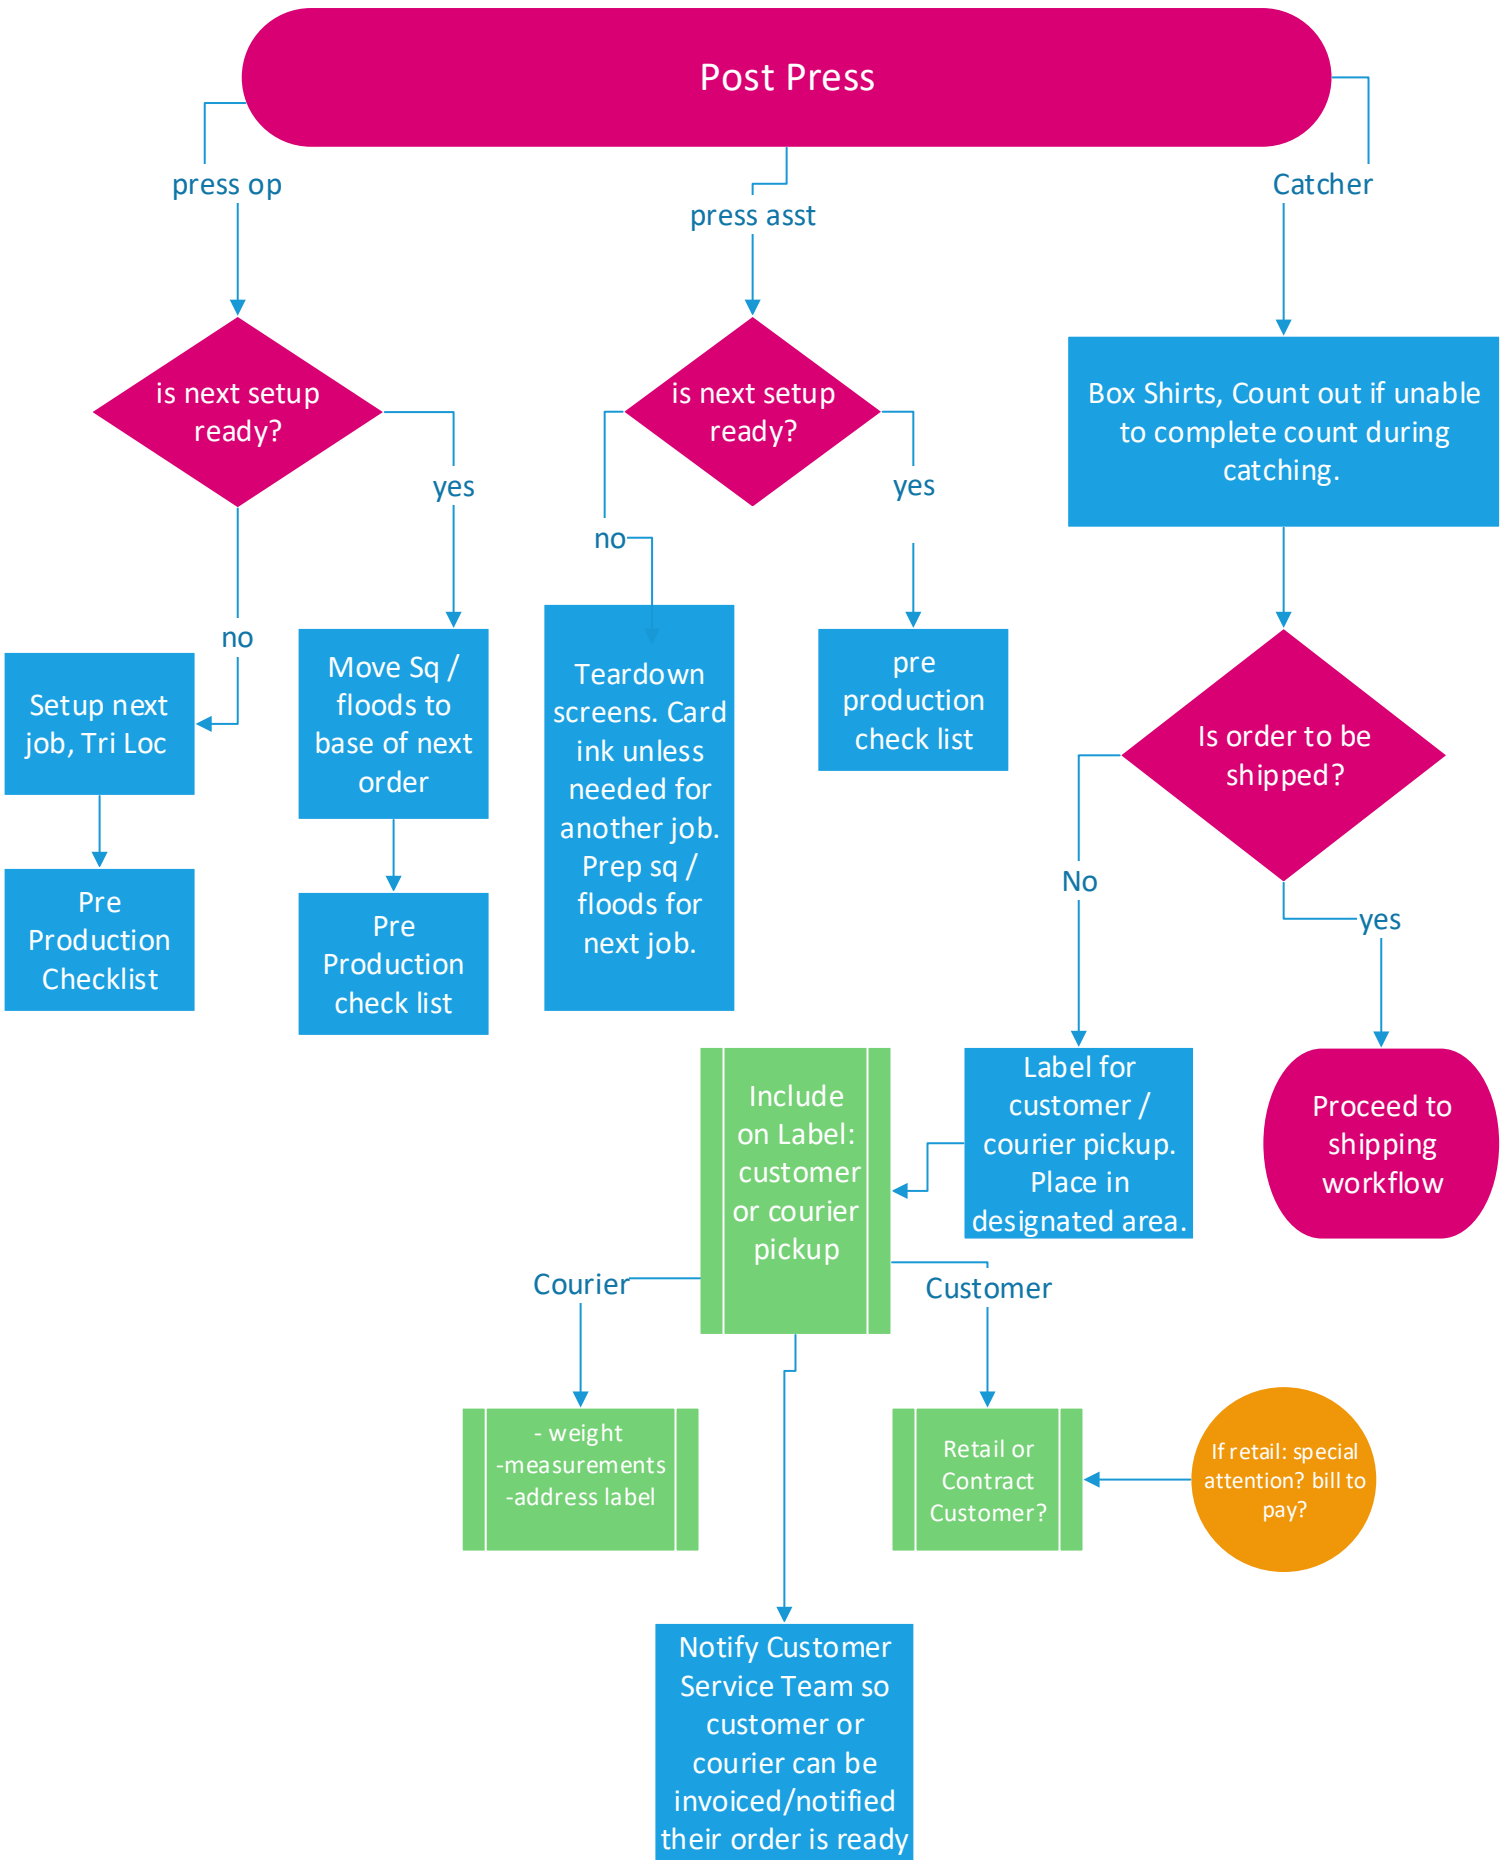 Post Press
press op
press asst
Catcher
is next setup
ready?
yes
no
Setup next
job, Tri Loc
Pre
Production
Checklist
Move Sq /
floods to
base of next
order
Pre
Production
check list
is next setup
ready?
no
yes
Teardown
screens. Card
ink unless
needed for
another job.
Prep sq /
floods for
next job.
pre
production
check list
Box Shirts, Count out if unable
to complete count during
catching.
Is order to be
shipped?
No
yes
Label for
customer /
courier pickup.
Place in
designated area.
Proceed to
shipping
workflow
Include
on Label:
customer
or courier
pickup
Courier
Customer
- weight
-measurements
-address label
Retail or
Contract
Customer?
If retail: special
attention? bill to
pay?
Notify Customer
Service Team so
customer or
courier can be
invoiced/notified
their order is ready